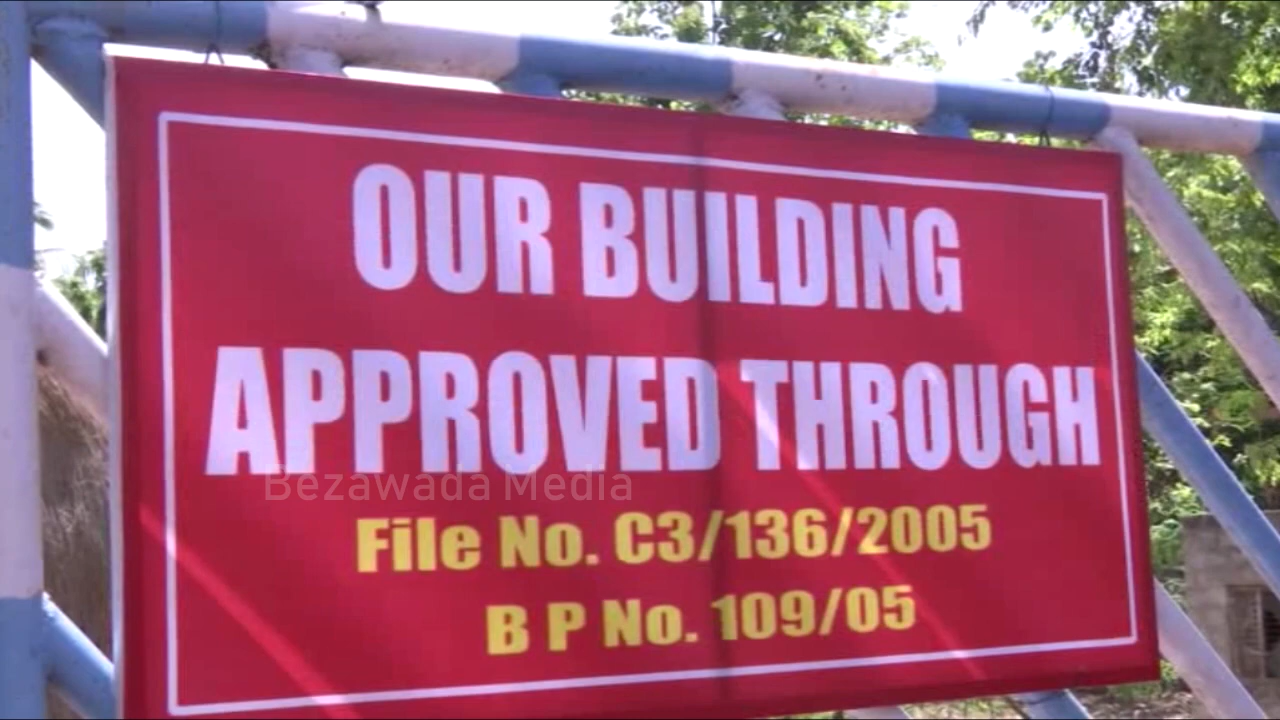 OUR BUILDING
APPROVED THROUGH
Bezawada Media
File No. C3/136/2005
B P No. 109/05